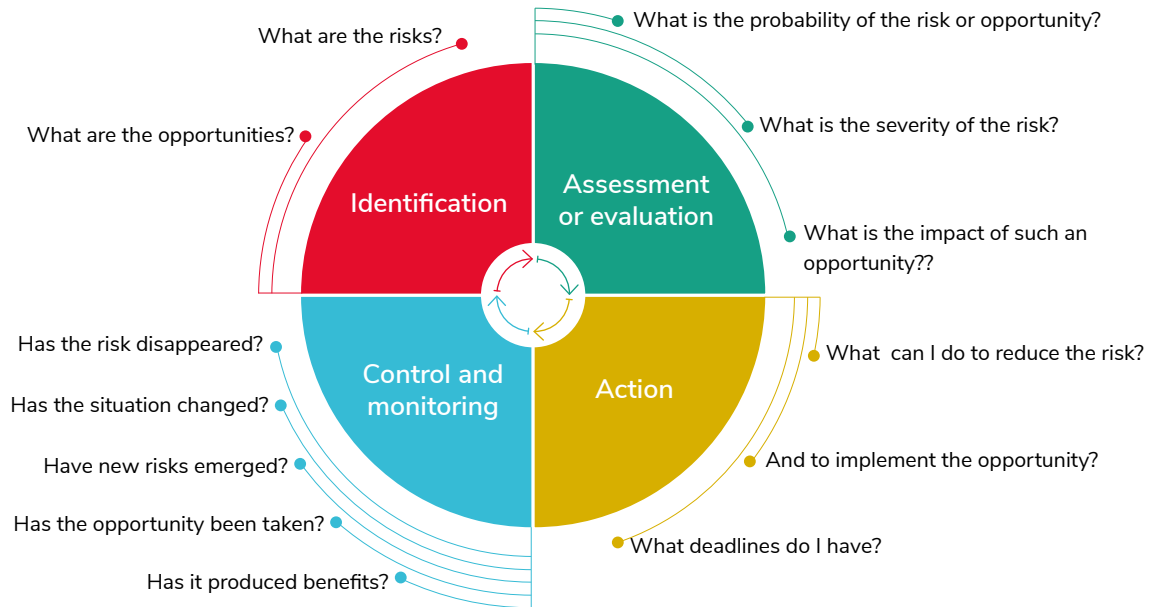 What are the risks?
What are the opportunities?
Identification
What is the probability of the risk or opportunity?
What is the severity of the risk?
What is the impact of such an
opportunity??
Assessment
or evaluation
What  can I do to reduce the risk?
And to implement the opportunity?
What deadlines do I have?
Action
Has the risk disappeared?
Has the situation changed?
Have new risks emerged?
Has the opportunity been taken?
Has it produced benefits?
Control and
monitoring